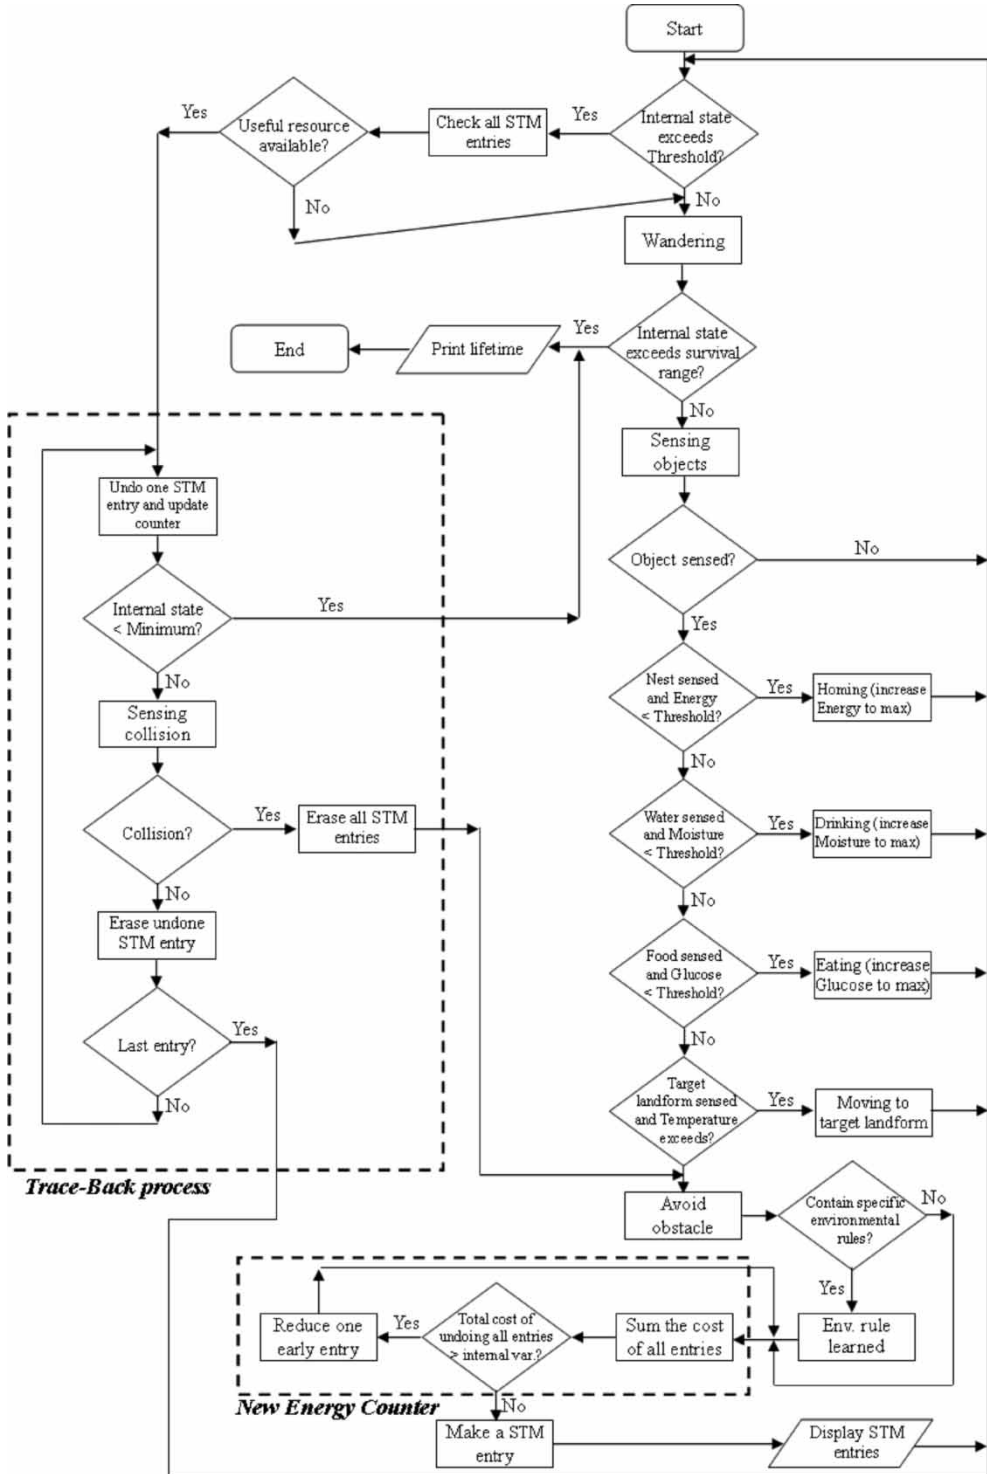 Start
Internal state
exceeds
Threshold?
Yes
Check all STM
entries
Useful resource
available?
Yes
No
No
Wandering
Internal state
exceeds survival
range?
Yes
Print lifetime
End
No
Sensing
objects
Object sensed?
No
Yes
Nest sensed
and Energy
< Threshold?
Yes
Homing (increase
Energy to max)
No
Water sensed
and Moisture
< Threshold?
Yes
Drinking (increase
Moisture to max)
No
Food sensed
and Glucose
< Threshold?
Yes
Eating (increase
Glucose to max)
No
Target
landform sensed
and Temperature
exceeds?
Yes
Moving to
target landform
Undo one STM
entry and update
counter
Internal state
< Minimum?
Yes
No
Sensing
collision
Collision?
Yes
Erase all STM
entries
No
Erase undone
STM entry
Last entry?
Yes
No
Trace-Back process
Avoid
obstacle
Contain specific
environmental
rules?
No
Yes
Env. rule
learned
Sum the cost
of all entries
Total cost of
undoing all entries
> internal var.?
Yes
Reduce one
early entry
New Energy Counter
No
Make a STM
entry
Display STM
entries